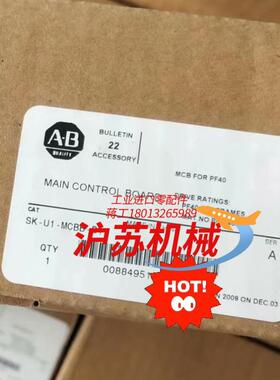 A·B
QUALITY
BULLETIN
22
ACCESSORY
MCB FOR PF40
MAIN CONTROL BOARD
DRIVE RATINGS
工业进口零配件
蒋工18013265989
沪苏机械
CAT
SK-U1-MCB
SER
A
QTY
1
0088495
HOT!
2009 ON DEC.03